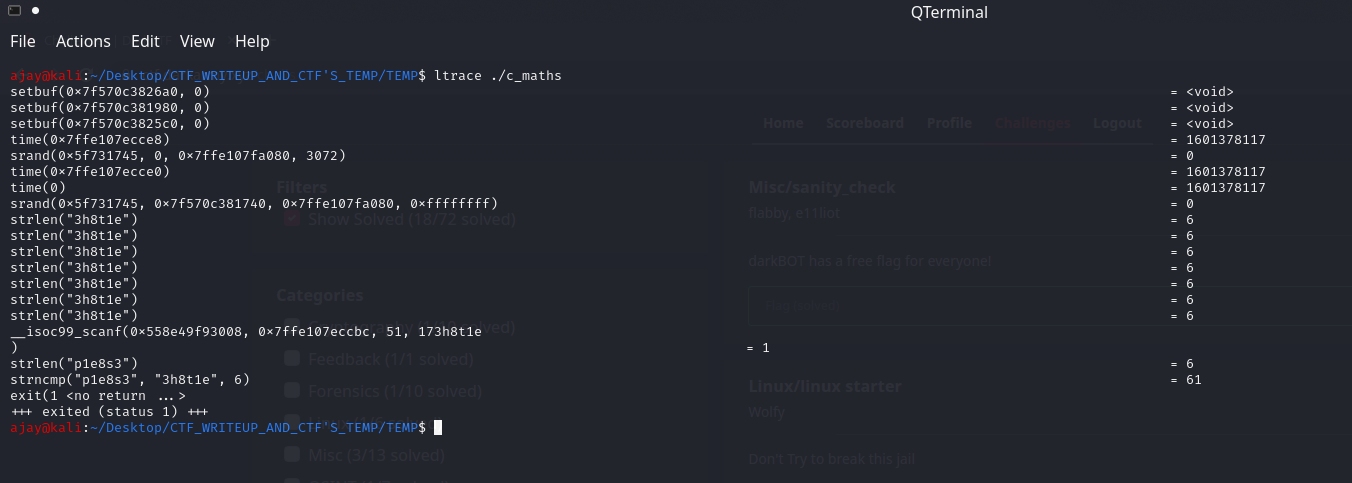 QTerminal
File Actions Edit View Help
ajay@kali:~/Desktop/CTF_WRITEUP_AND_CTF'S_TEMP/TEMP$ ltrace ./c_maths
setbuf(0×7f570c3826a0, 0) = <void>
setbuf(0×7f570c381980, 0) = <void>
setbuf(0×7f570c3825c0, 0) = <void>
Home Scoreboard Profile Challenges Logout
time(0×7ffe107ecce8) = 1601378117
srand(0×5f731745, 0, 0×7ffe107fa080, 3072) = 0
time(0×7ffe107ecce0) = 1601378117
time(0) = 1601378117
Filters
Misc/sanity_check
srand(0×5f731745, 0×7f570c381740, 0×7ffe107fa080, 0×ffffffff) = 0
strlen("3h8t1e") = 6
Show Solved (18/72 solved)
flabby, e11iot
strlen("3h8t1e") = 6
strlen("3h8t1e") = 6
strlen("3h8t1e") = 6
darkBOT has a free flag for everyone!
strlen("3h8t1e") = 6
strlen("3h8t1e") = 6
Categories
strlen("3h8t1e") = 6
__isoc99_scanf(0×558e49f93008, 0×7ffe107eccbc, 51, 173h8t1e
) = 1
Feedback (1/1 solved)
strlen("p1e8s3") = 6
strncmp("p1e8s3", "3h8t1e", 6) = 61
Linux/linux starter
exit(1 <no return ...>
Forensics (1/10 solved)
+++ exited (status 1) +++
Wolfy
ajay@kali:~/Desktop/CTF_WRITEUP_AND_CTF'S_TEMP/TEMP$
Misc (3/13 solved)
Don't Try to break this jail